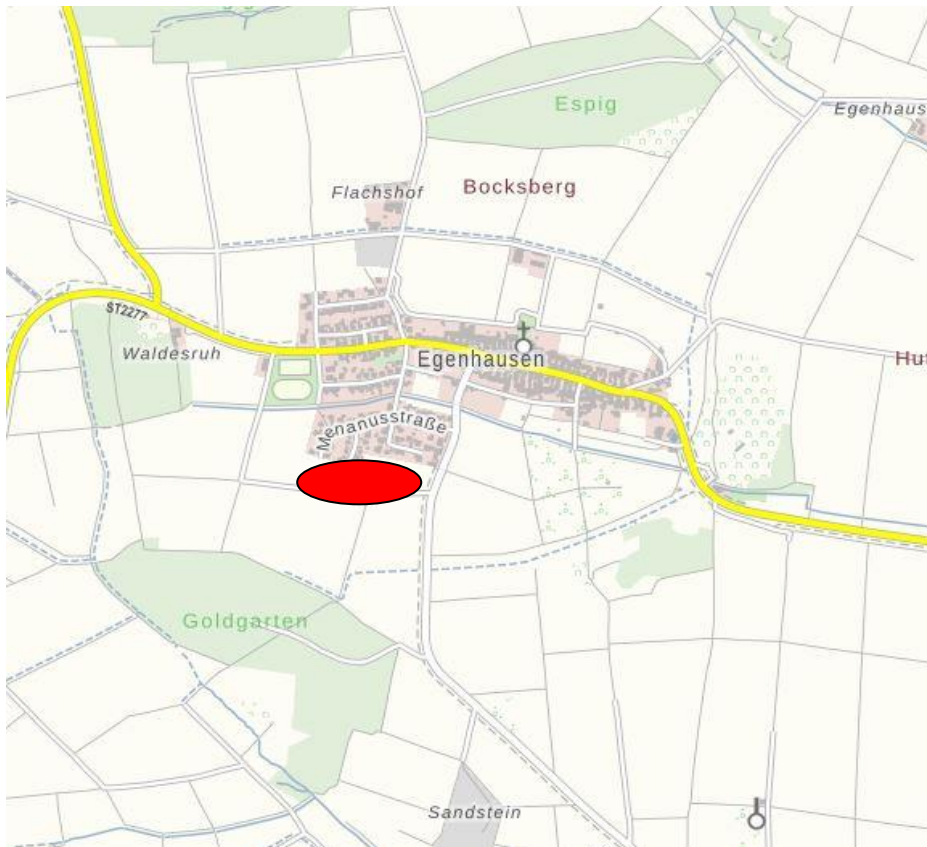 Espig
Egenhaus
Flachshof
Bocksberg
ST2277
Waldesruh
Egenhausen
Hu
Menanusstraße
Goldgarten
Sandstein